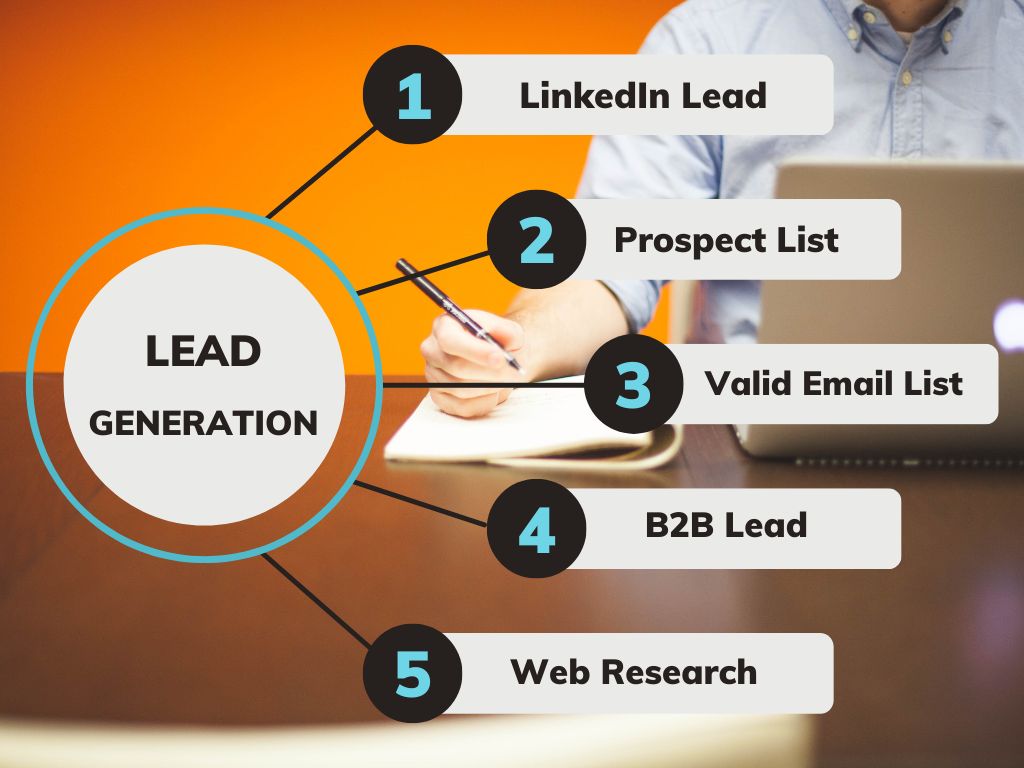 LEAD
GENERATION
1
LinkedIn Lead
2
Prospect List
3
Valid Email List
4
B2B Lead
5
Web Research